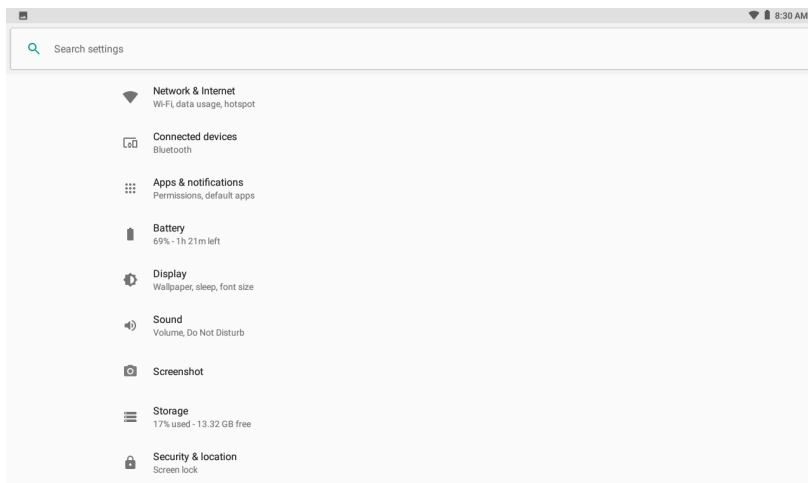 8:30 AM
Search settings
Network & Internet
Wi-Fi, data usage, hotspot
Connected devices
Bluetooth
Apps & notifications
Permissions, default apps
Battery
69% - 1h 21m left
Display
Wallpaper, sleep, font size
Sound
Volume, Do Not Disturb
Screenshot
Storage
17% used - 13.32 GB free
Security & location
Screen lock